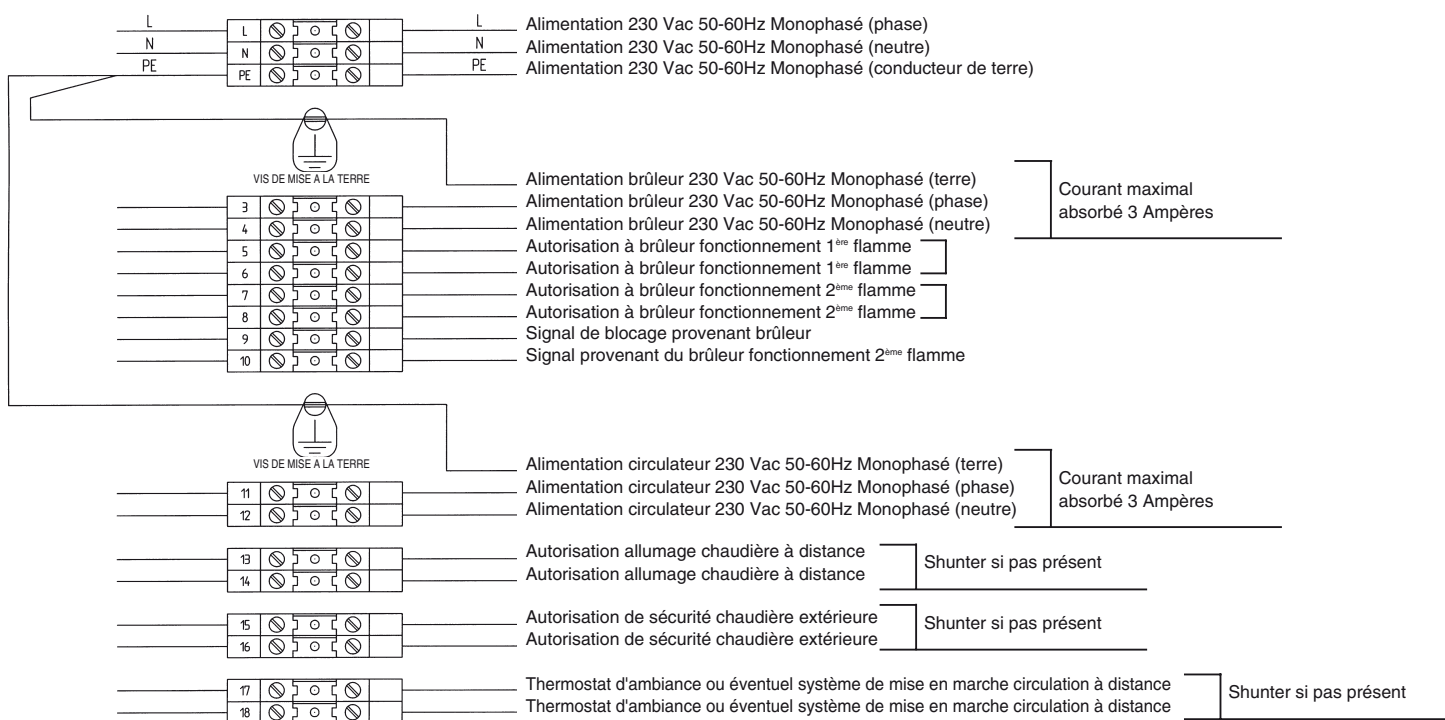 L L L Alimentation 230 Vac 50-60Hz Monophasé (phase)
N N N Alimentation 230 Vac 50-60Hz Monophasé (neutre)
PE PE PE Alimentation 230 Vac 50-60Hz Monophasé (conducteur de terre)
VIS DE MISE A LA TERRE Alimentation brûleur 230 Vac 50-60Hz Monophasé (terre)
3 Alimentation brûleur 230 Vac 50-60Hz Monophasé (phase)
4 Alimentation brûleur 230 Vac 50-60Hz Monophasé (neutre)
Courant maximal
absorbé 3 Ampères
5 Autorisation à brûleur fonctionnement 1ère flamme
6 Autorisation à brûleur fonctionnement 1ère flamme
7 Autorisation à brûleur fonctionnement 2ème flamme
8 Autorisation à brûleur fonctionnement 2ème flamme
9 Signal de blocage provenant brûleur
10 Signal provenant du brûleur fonctionnement 2ème flamme
VIS DE MISE A LA TERRE Alimentation circulateur 230 Vac 50-60Hz Monophasé (terre)
11 Alimentation circulateur 230 Vac 50-60Hz Monophasé (phase)
12 Alimentation circulateur 230 Vac 50-60Hz Monophasé (neutre)
Courant maximal
absorbé 3 Ampères
13 Autorisation allumage chaudière à distance
14 Autorisation allumage chaudière à distance
Shunter si pas présent
15 Autorisation de sécurité chaudière extérieure
16 Autorisation de sécurité chaudière extérieure
Shunter si pas présent
17 Thermostat d'ambiance ou éventuel système de mise en marche circulation à distance
18 Thermostat d'ambiance ou éventuel système de mise en marche circulation à distance
Shunter si pas présent